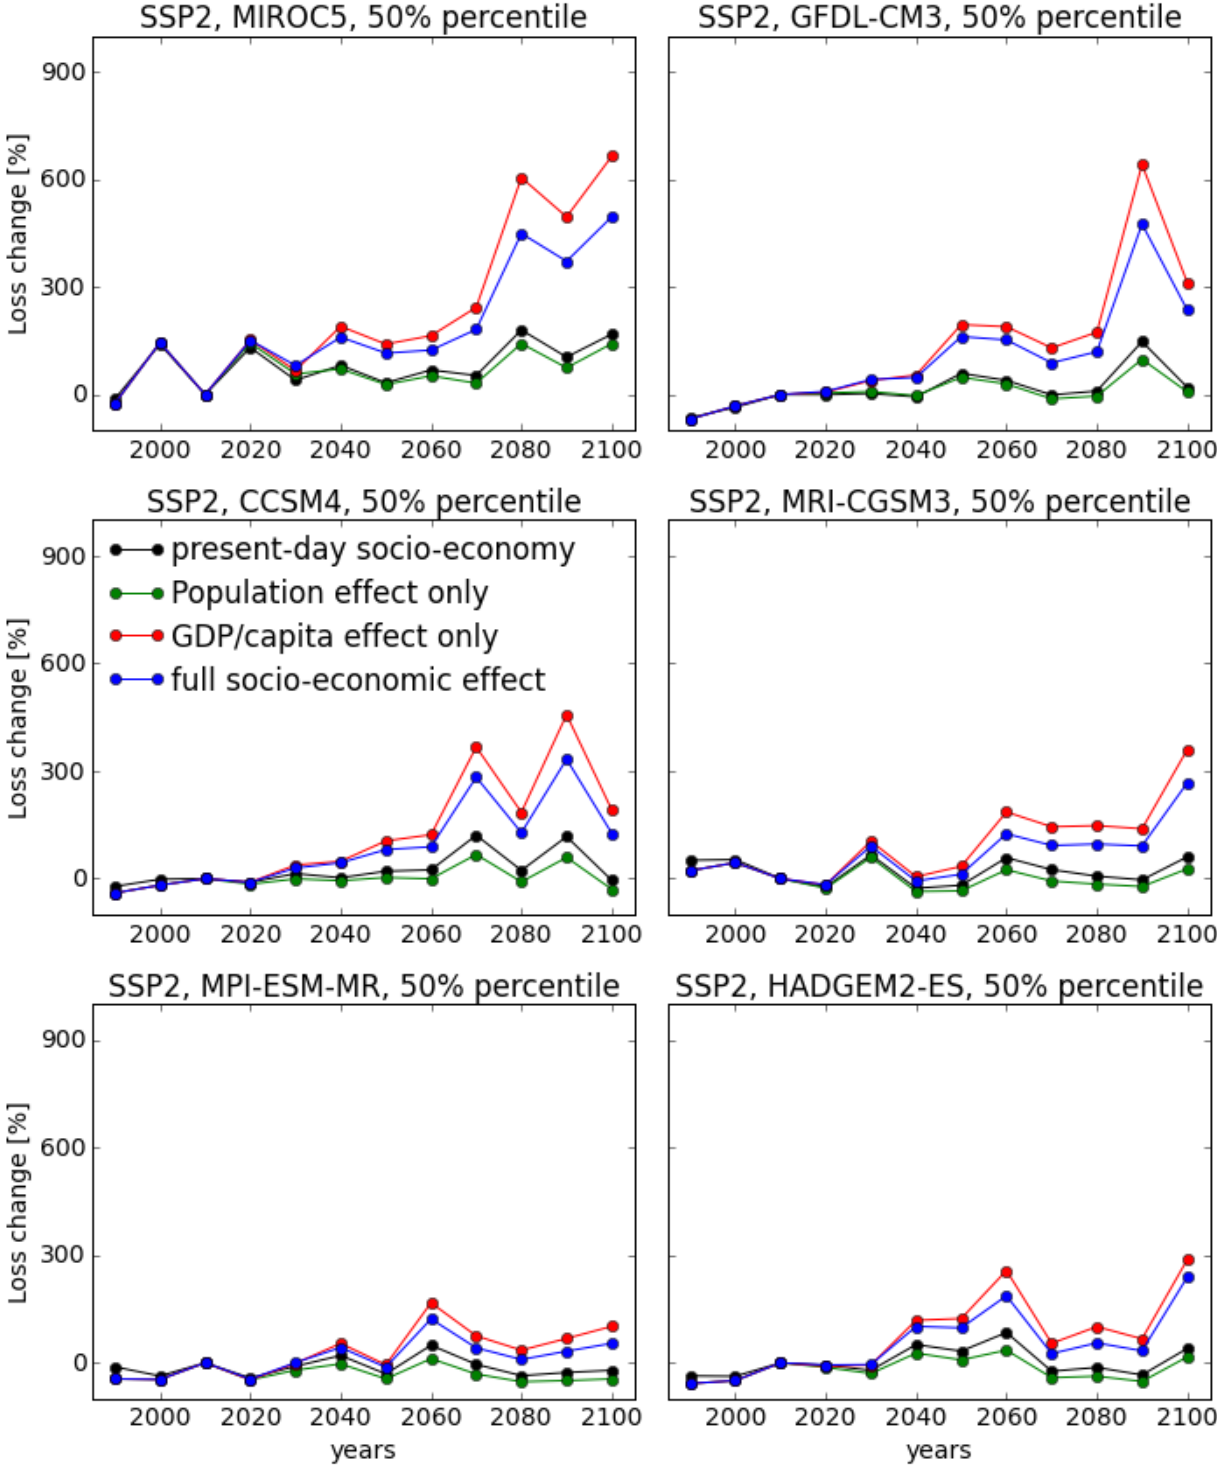 SSP2, MIROC5, 50% percentile
SSP2, GFDL-CM3, 50% percentile
Loss change [%]
900
600
300
0
2000 2020 2040 2060 2080 2100
2000 2020 2040 2060 2080 2100
SSP2, CCSM4, 50% percentile
SSP2, MRI-CGSM3, 50% percentile
Loss change [%]
900
600
300
0
present-day socio-economy
Population effect only
GDP/capita effect only
full socio-economic effect
2000 2020 2040 2060 2080 2100
2000 2020 2040 2060 2080 2100
SSP2, MPI-ESM-MR, 50% percentile
SSP2, HADGEM2-ES, 50% percentile
Loss change [%]
900
600
300
0
2000 2020 2040 2060 2080 2100
2000 2020 2040 2060 2080 2100
years
years